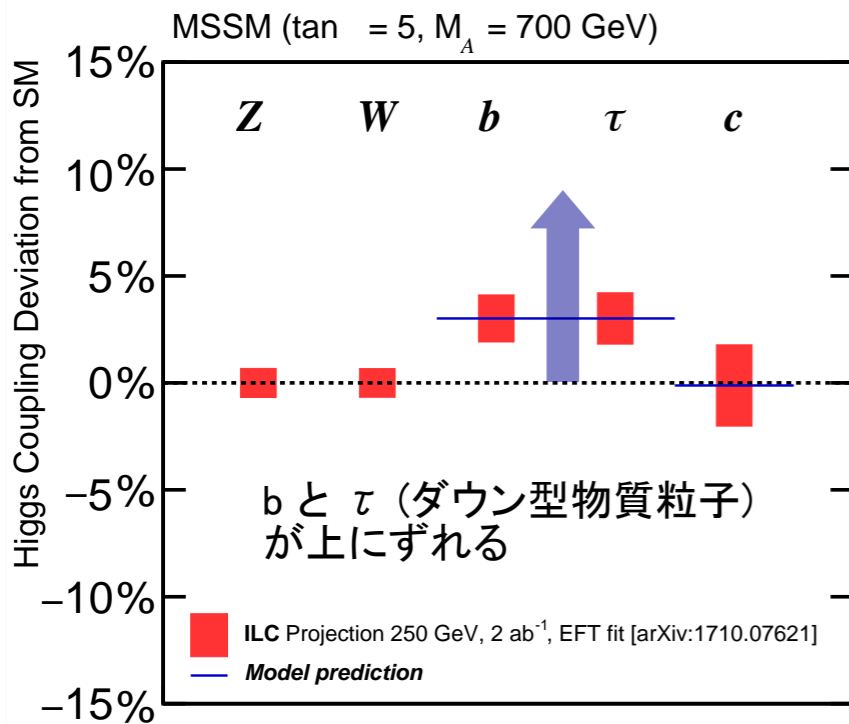 MSSM (tan = 5, M_A = 700 GeV)
Higgs Coupling Deviation from SM
15%
10%
5%
0%
−5%
−10%
−15%
Z W b τ c
b と τ (ダウン型物質粒子)
が上にずれる
ILC Projection 250 GeV, 2 ab⁻¹, EFT fit [arXiv:1710.07621]
Model prediction